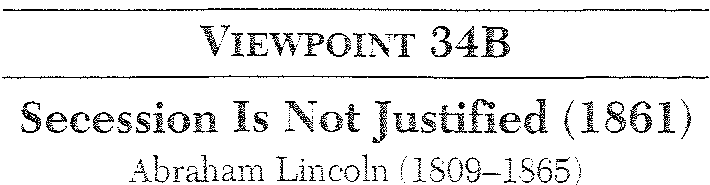 VIEWPOINT 34B
Secession Is Not Justified (1861)
Abraham Lincoln (1809–1865)